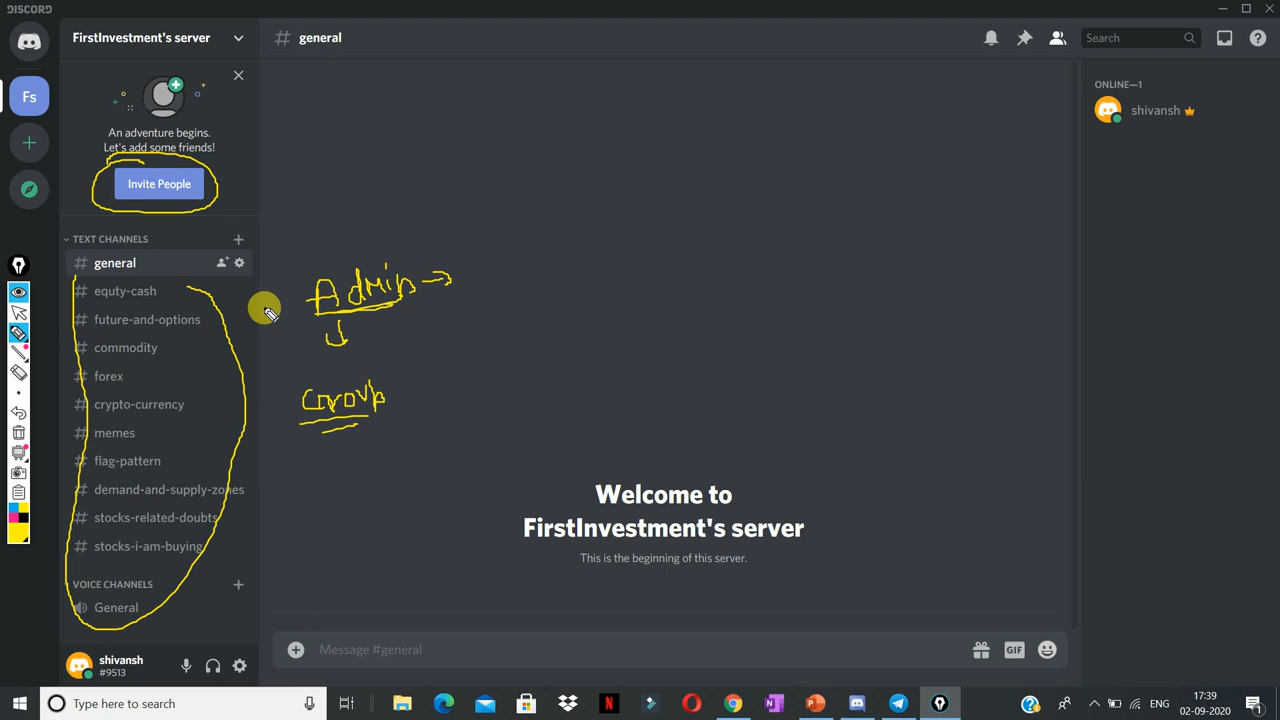 DISCORD
FirstInvestment's server
# general
Search
An adventure begins.
Let's add some friends!
Invite People
Fs
TEXT CHANNELS
# general
# equty-cash
# future-and-options
# commodity
# forex
# crypto-currency
# memes
# flag-pattern
# demand-and-supply-zones
# stocks-related-doubts
# stocks-i-am-buying
VOICE CHANNELS
General
shivansh
#9513
Admin →
Group
Welcome to
FirstInvestment's server
This is the beginning of this server.
Message #general
GIF
ONLINE—1
shivansh
Type here to search
ENG
17:39
02-09-2020